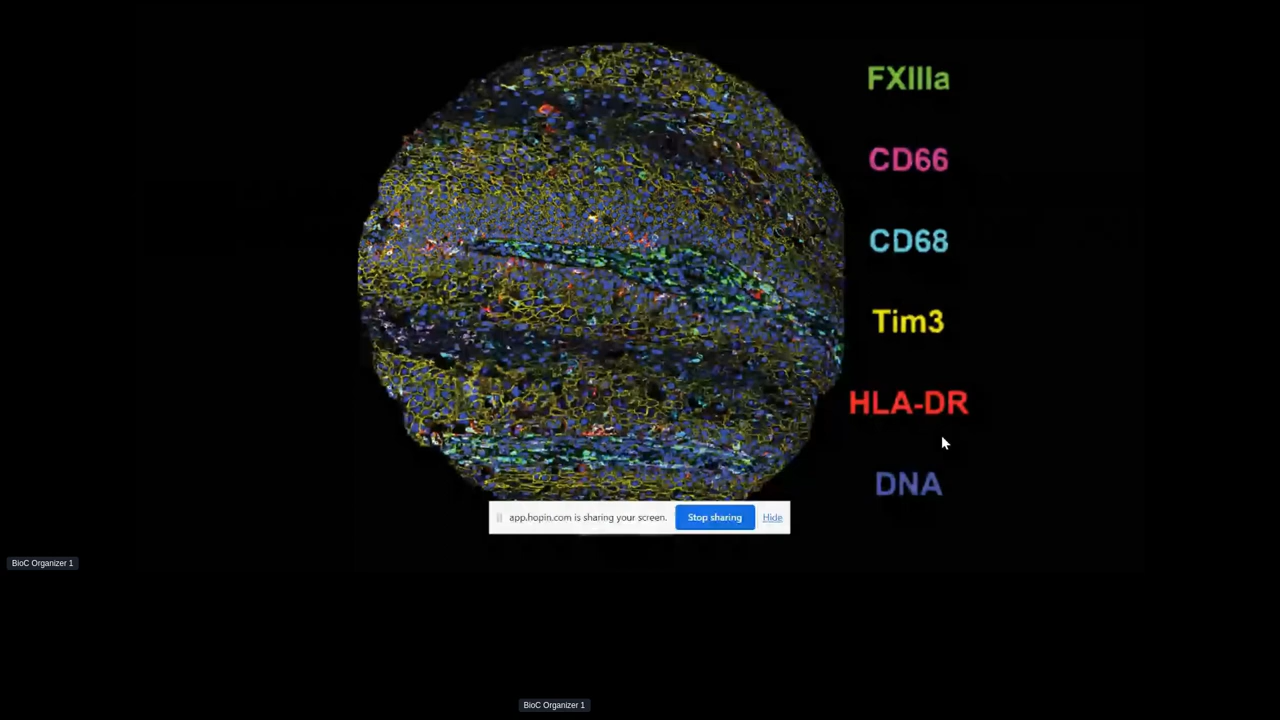 FXIIIa
CD66
CD68
Tim3
HLA-DR
DNA
app.hopin.com is sharing your screen.
Stop sharing
Hide
BioC Organizer 1
BioC Organizer 1